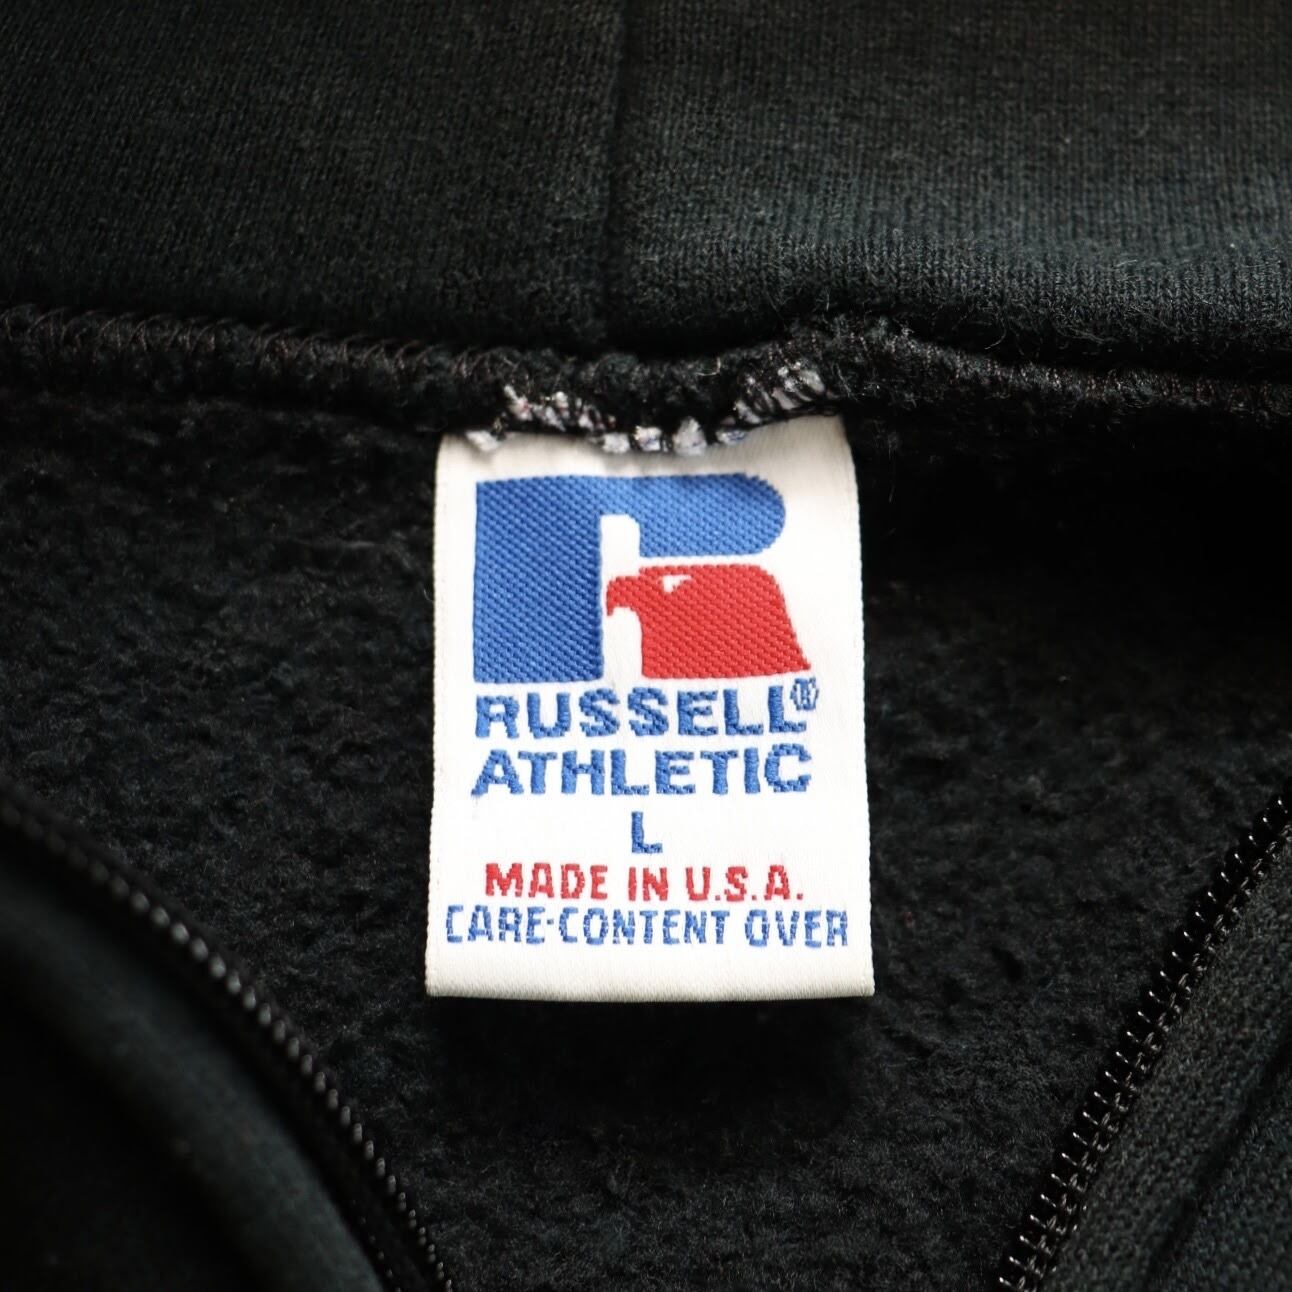 RUSSELL®
ATHLETIC
L
MADE IN U.S.A.
CARE-CONTENT OVER